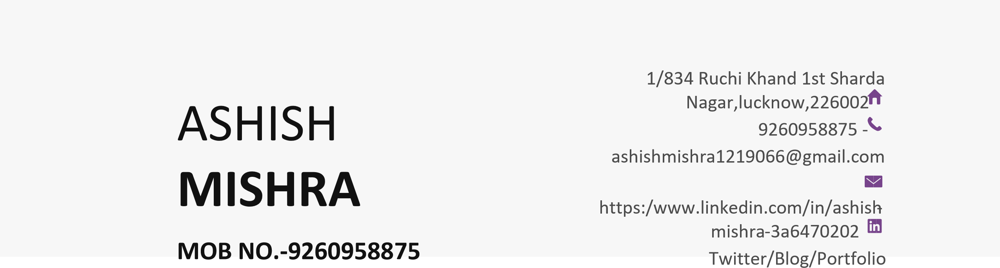 ASHISH
MISHRA
MOB NO.-9260958875
1/834 Ruchi Khand 1st Sharda
Nagar,lucknow,226002
9260958875 -
ashishmishra1219066@gmail.com
https:/www.linkedin.com/in/ashish-
mishra-3a6470202
Twitter/Blog/Portfolio